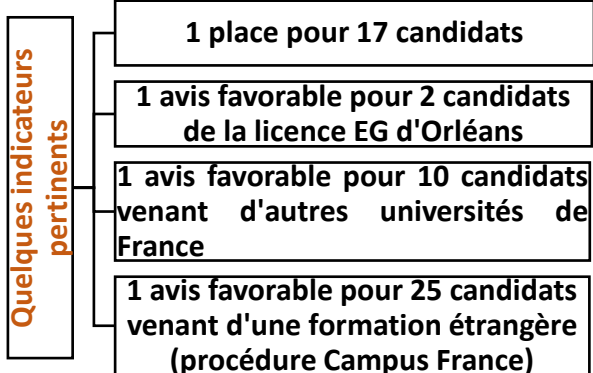 Quelques indicateurs
pertinents
1 place pour 17 candidats
1 avis favorable pour 2 candidats
de la licence EG d'Orléans
1 avis favorable pour 10 candidats
venant d'autres universités de
France
1 avis favorable pour 25 candidats
venant d'une formation étrangère
(procédure Campus France)